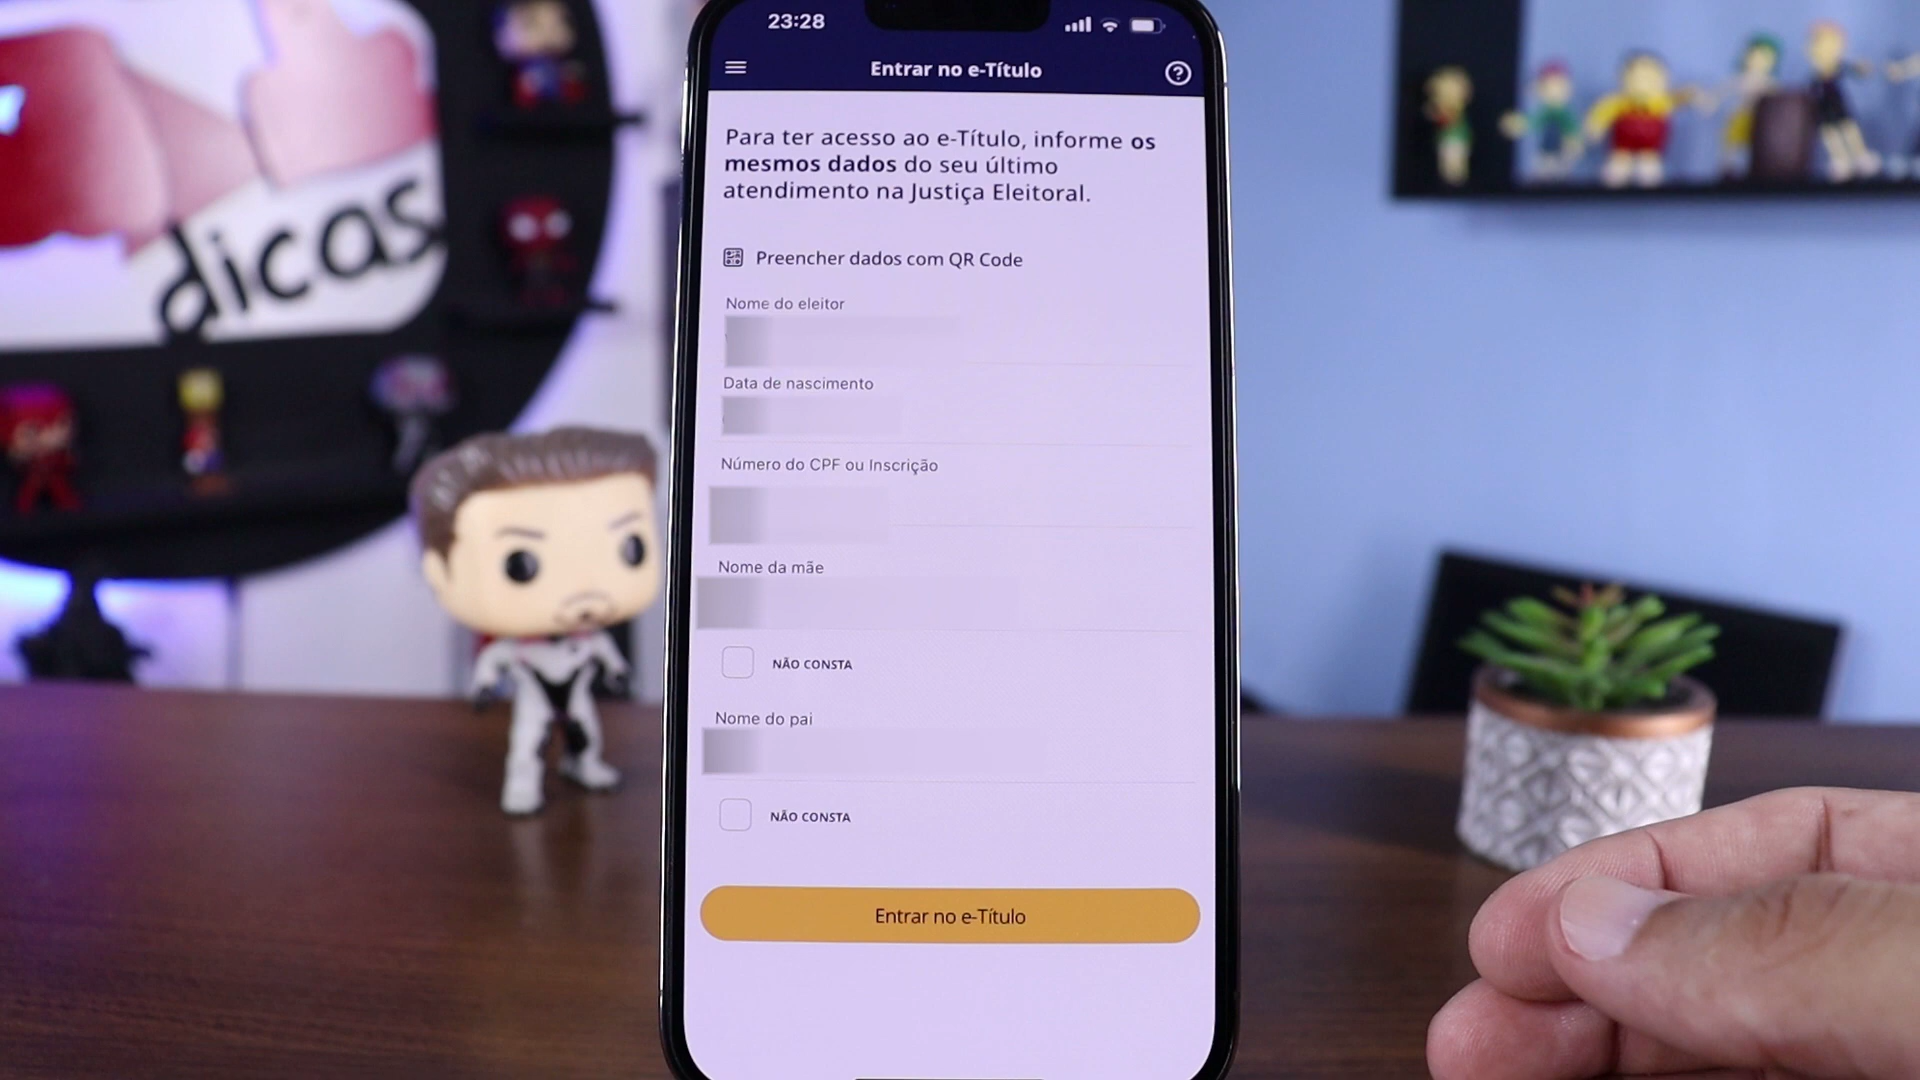 dicas
23:28
Entrar no e-Título
Para ter acesso ao e-Título, informe os
mesmos dados do seu último
atendimento na Justiça Eleitoral.
Preencher dados com QR Code
Nome do eleitor
Data de nascimento
Número do CPF ou Inscrição
Nome da mãe
NÃO CONSTA
Nome do pai
NÃO CONSTA
Entrar no e-Título